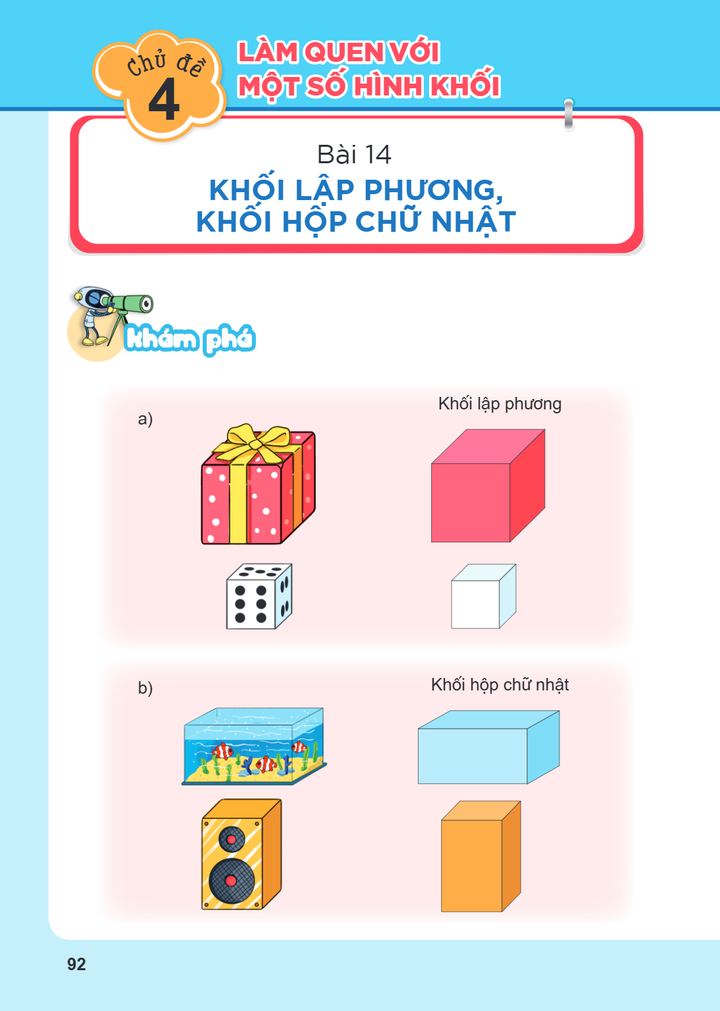 Chủ đề
4
LÀM QUEN VỚI
MỘT SỐ HÌNH KHỐI
Bài 14
KHỐI LẬP PHƯƠNG,
KHỐI HỘP CHỮ NHẬT
khám phá
a)
Khối lập phương
b)
Khối hộp chữ nhật
92